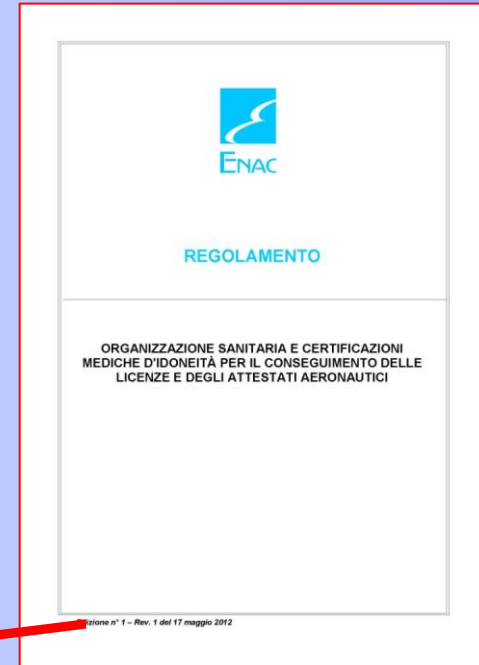 ENAC
REGOLAMENTO
ORGANIZZAZIONE SANITARIA E CERTIFICAZIONI
MEDICHE D'IDONEITÀ PER IL CONSEGUIMENTO DELLE
LICENZE E DEGLI ATTESTATI AERONAUTICI
Edizione n° 1 – Rev. 1 del 17 maggio 2012